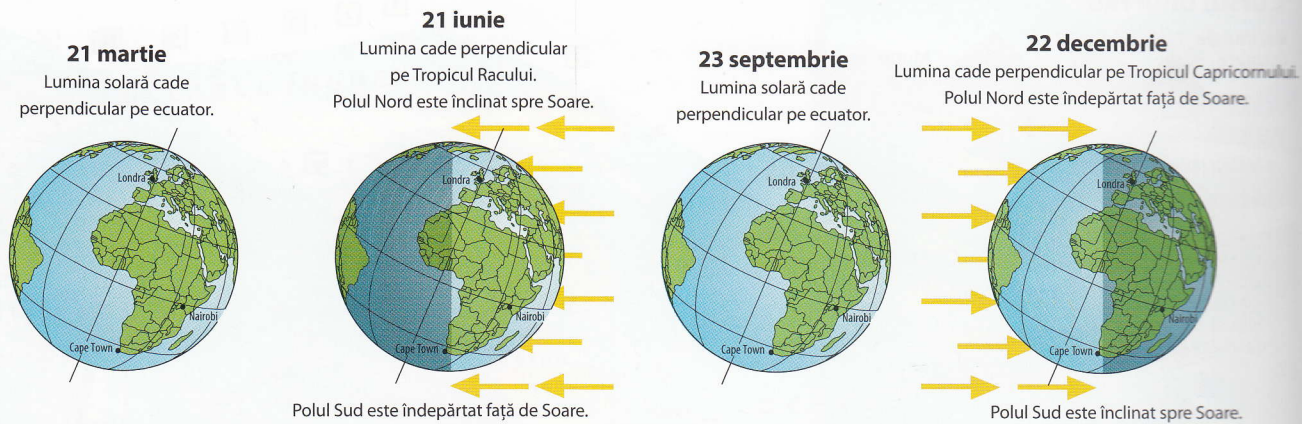 21 martie
Lumina solară cade
perpendicular pe ecuator.
Londra
Nairobi
Cape Town
21 iunie
Lumina cade perpendicular
pe Tropicul Racului.
Polul Nord este înclinat spre Soare.
Londra
Nairobi
Cape Town
Polul Sud este îndepărtat față de Soare.
23 septembrie
Lumina solară cade
perpendicular pe ecuator.
Londra
Nairobi
Cape Town
22 decembrie
Lumina cade perpendicular pe Tropicul Capricornului.
Polul Nord este îndepărtat față de Soare.
Londra
Nairobi
Cape Town
Polul Sud este înclinat spre Soare.